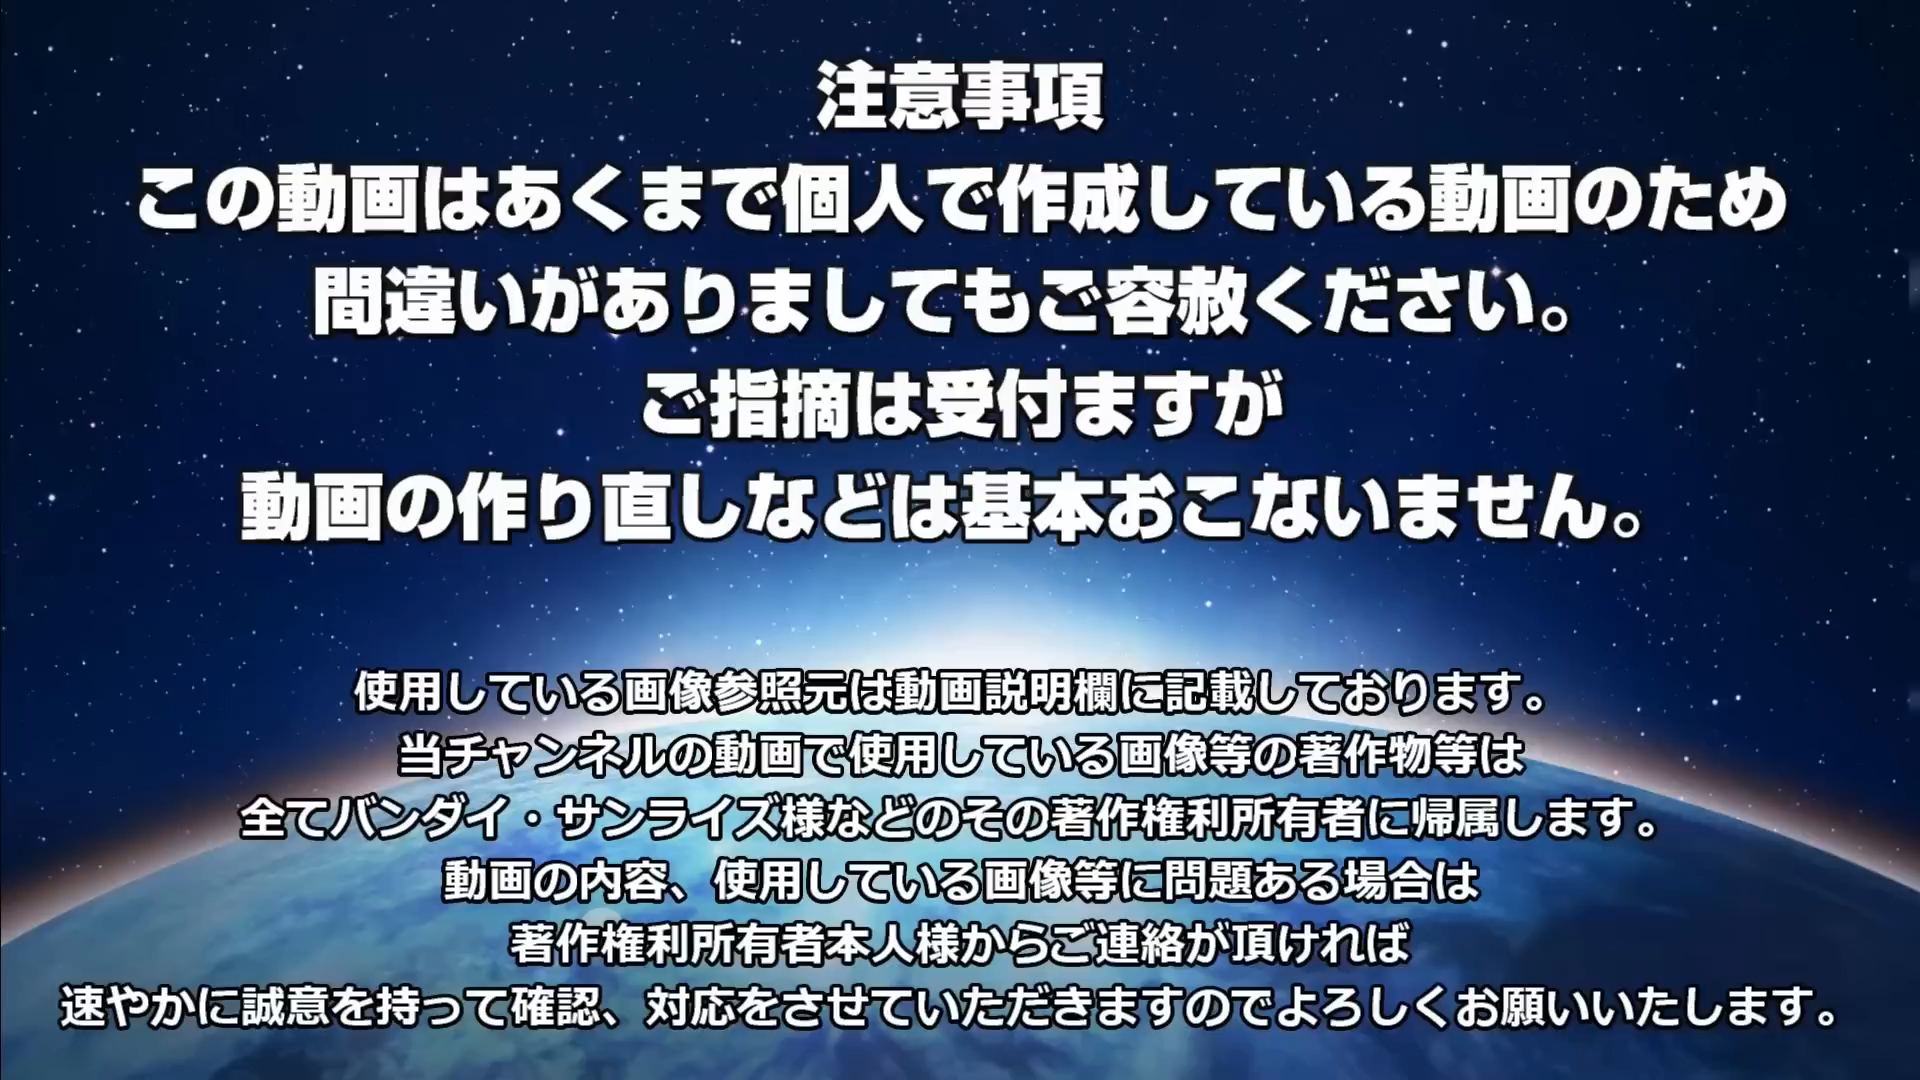 注意事項
この動画はあくまで個人で作成している動画のため
間違いがありましてもご容赦ください。
ご指摘は受付ますが
動画の作り直しなどは基本おこないません。
使用している画像参照元は動画説明欄に記載しております。
当チャンネルの動画で使用している画像等の著作物等は
全てバンダイ・サンライズ様などのその著作権利所有者に帰属します。
動画の内容、使用している画像等に問題ある場合は
著作権利所有者本人様からご連絡が頂ければ
速やかに誠意を持って確認、対応をさせていただきますのでよろしくお願いいたします。